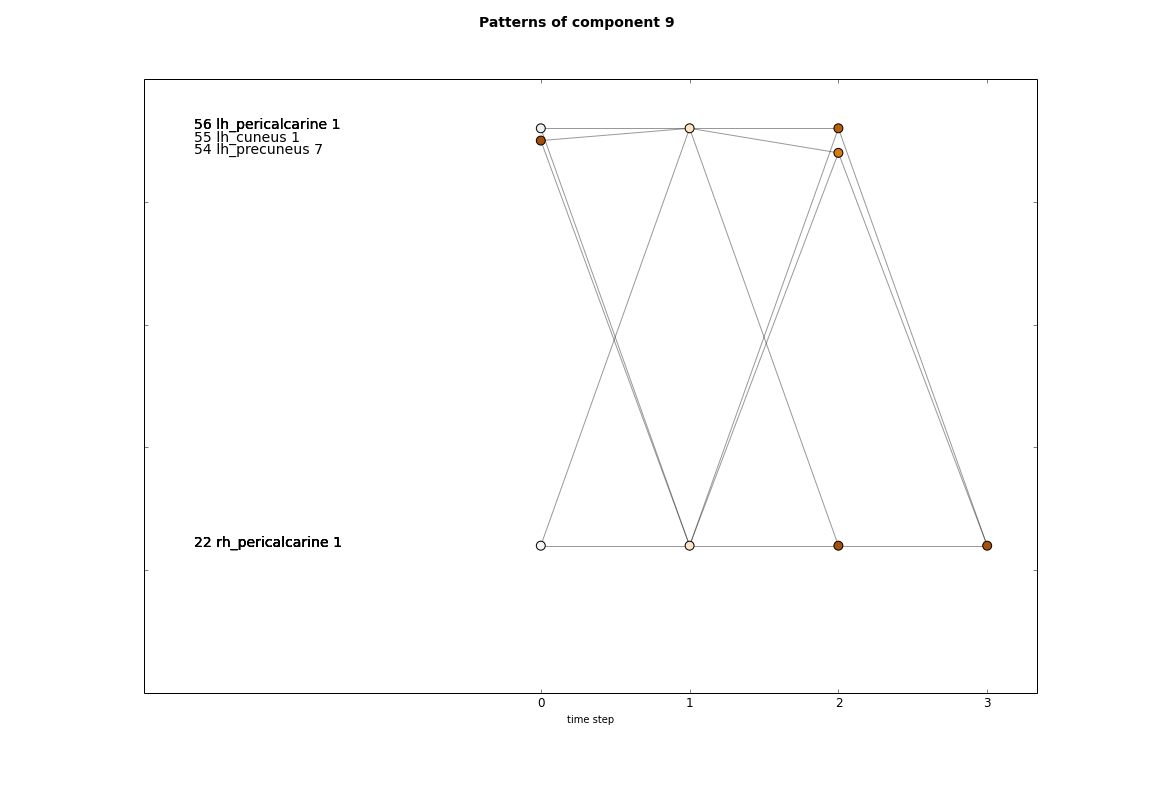 Patterns of component 9
56 lh_pericalcarine 1
55 lh_cuneus 1
54 lh_precuneus 7
22 rh_pericalcarine 1
0 1 2 3
time step